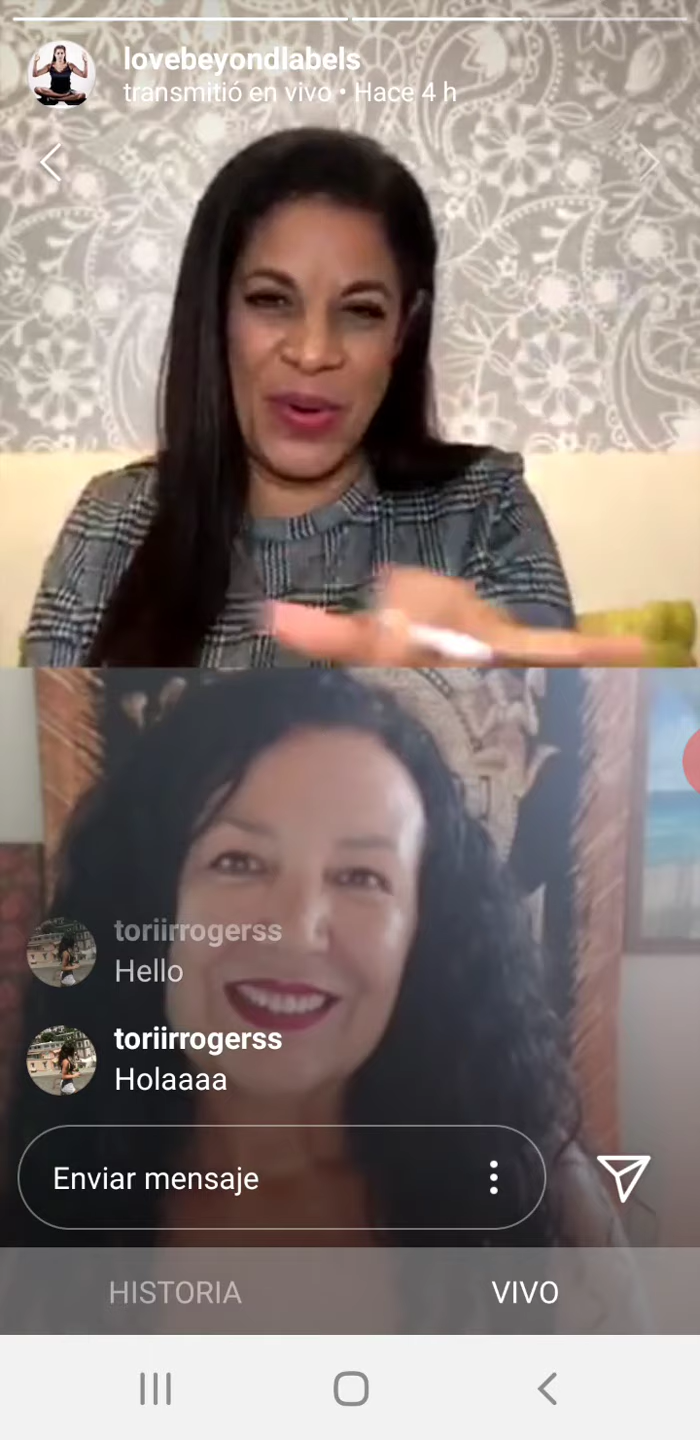 lovebeyondlabels
transmitió en vivo • Hace 4 h
toriirrogerss
Hello
toriirrogerss
Holaaaa
Enviar mensaje
HISTORIA
VIVO